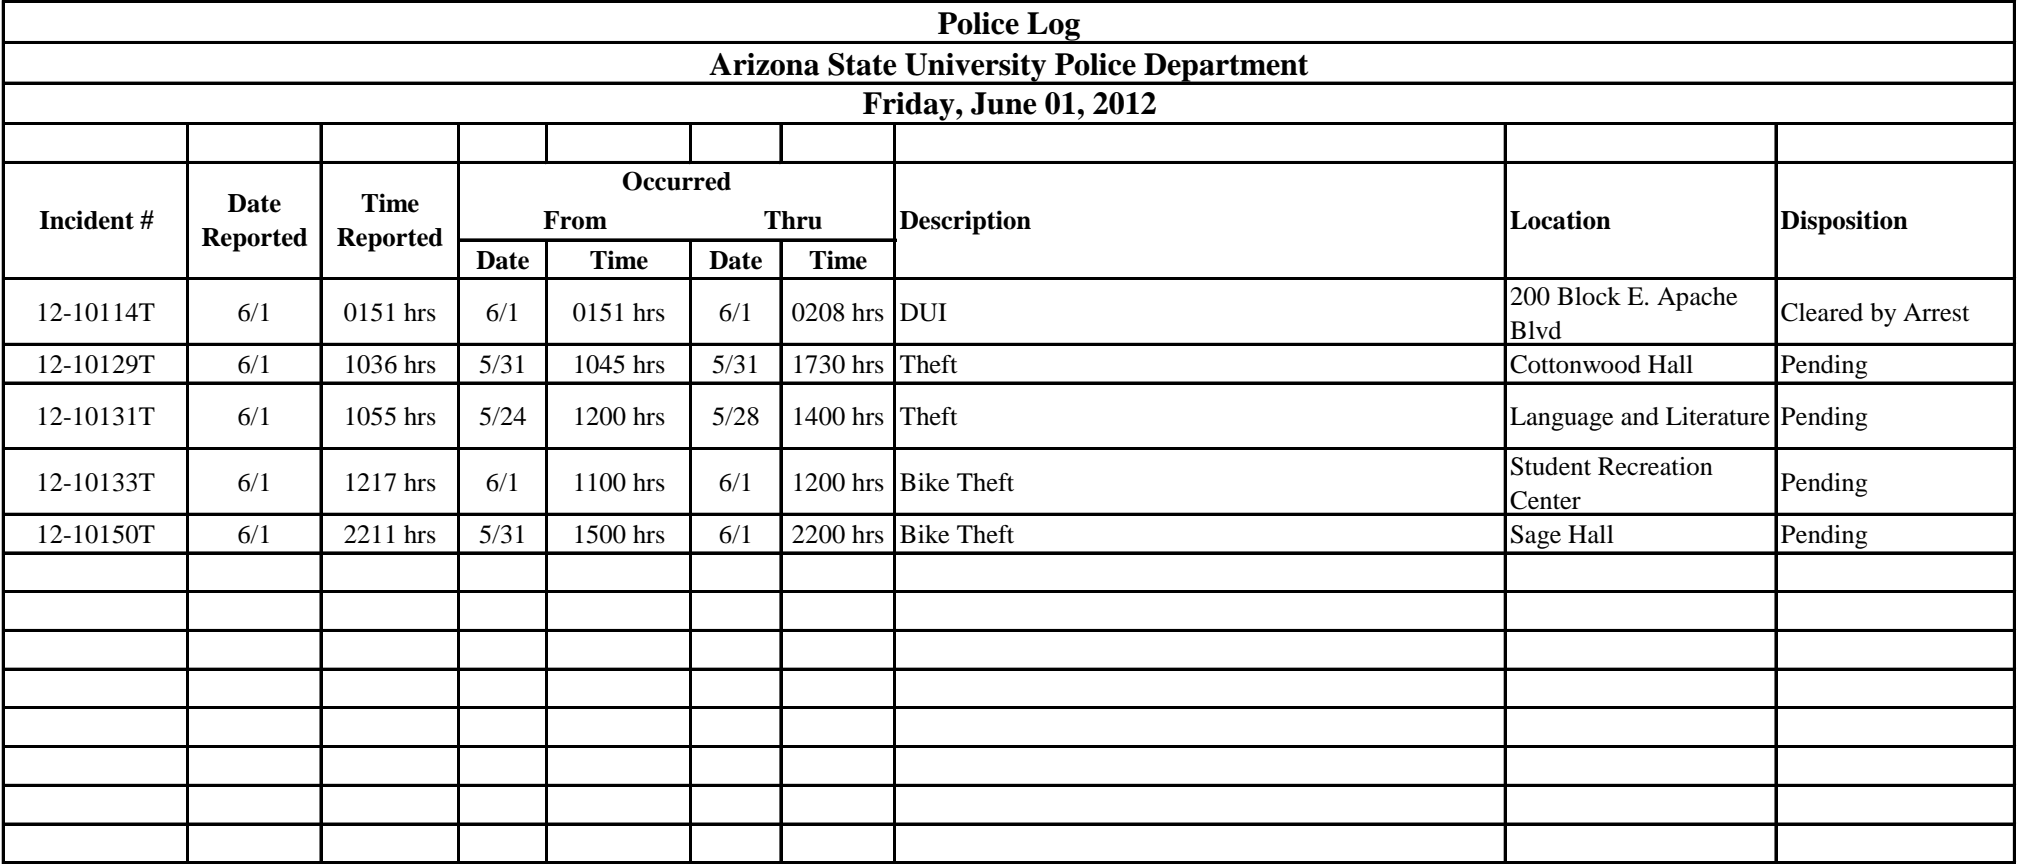 Police Log
Arizona State University Police Department
Friday, June 01, 2012
Incident # Date Reported Time Reported Occurred From Thru Description Location Disposition
Date Time Date Time
12-10114T 6/1 0151 hrs 6/1 0151 hrs 6/1 0208 hrs DUI 200 Block E. Apache Blvd Cleared by Arrest
12-10129T 6/1 1036 hrs 5/31 1045 hrs 5/31 1730 hrs Theft Cottonwood Hall Pending
12-10131T 6/1 1055 hrs 5/24 1200 hrs 5/28 1400 hrs Theft Language and Literature Pending
12-10133T 6/1 1217 hrs 6/1 1100 hrs 6/1 1200 hrs Bike Theft Student Recreation Center Pending
12-10150T 6/1 2211 hrs 5/31 1500 hrs 6/1 2200 hrs Bike Theft Sage Hall Pending